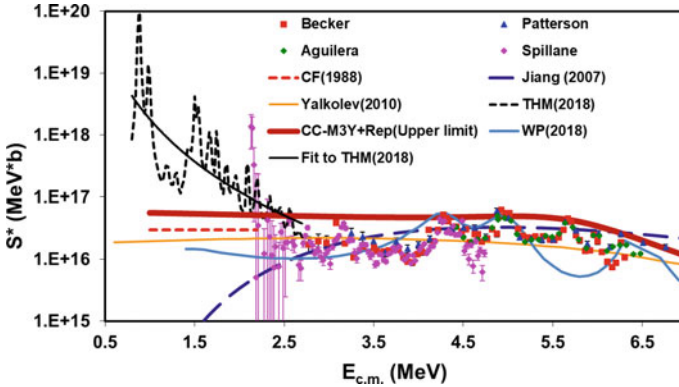 1.E+20
Becker
Patterson
Aguilera
Spillane
1.E+19
CF(1988)
Jiang (2007)
Yalkolev(2010)
THM(2018)
1.E+18
CC-M3Y+Rep(Upper limit)
WP(2018)
Fit to THM(2018)
1.E+17
1.E+16
1.E+15
S* (MeV*b)
0.5 1.5 2.5 3.5 4.5 5.5 6.5
Ec.m. (MeV)